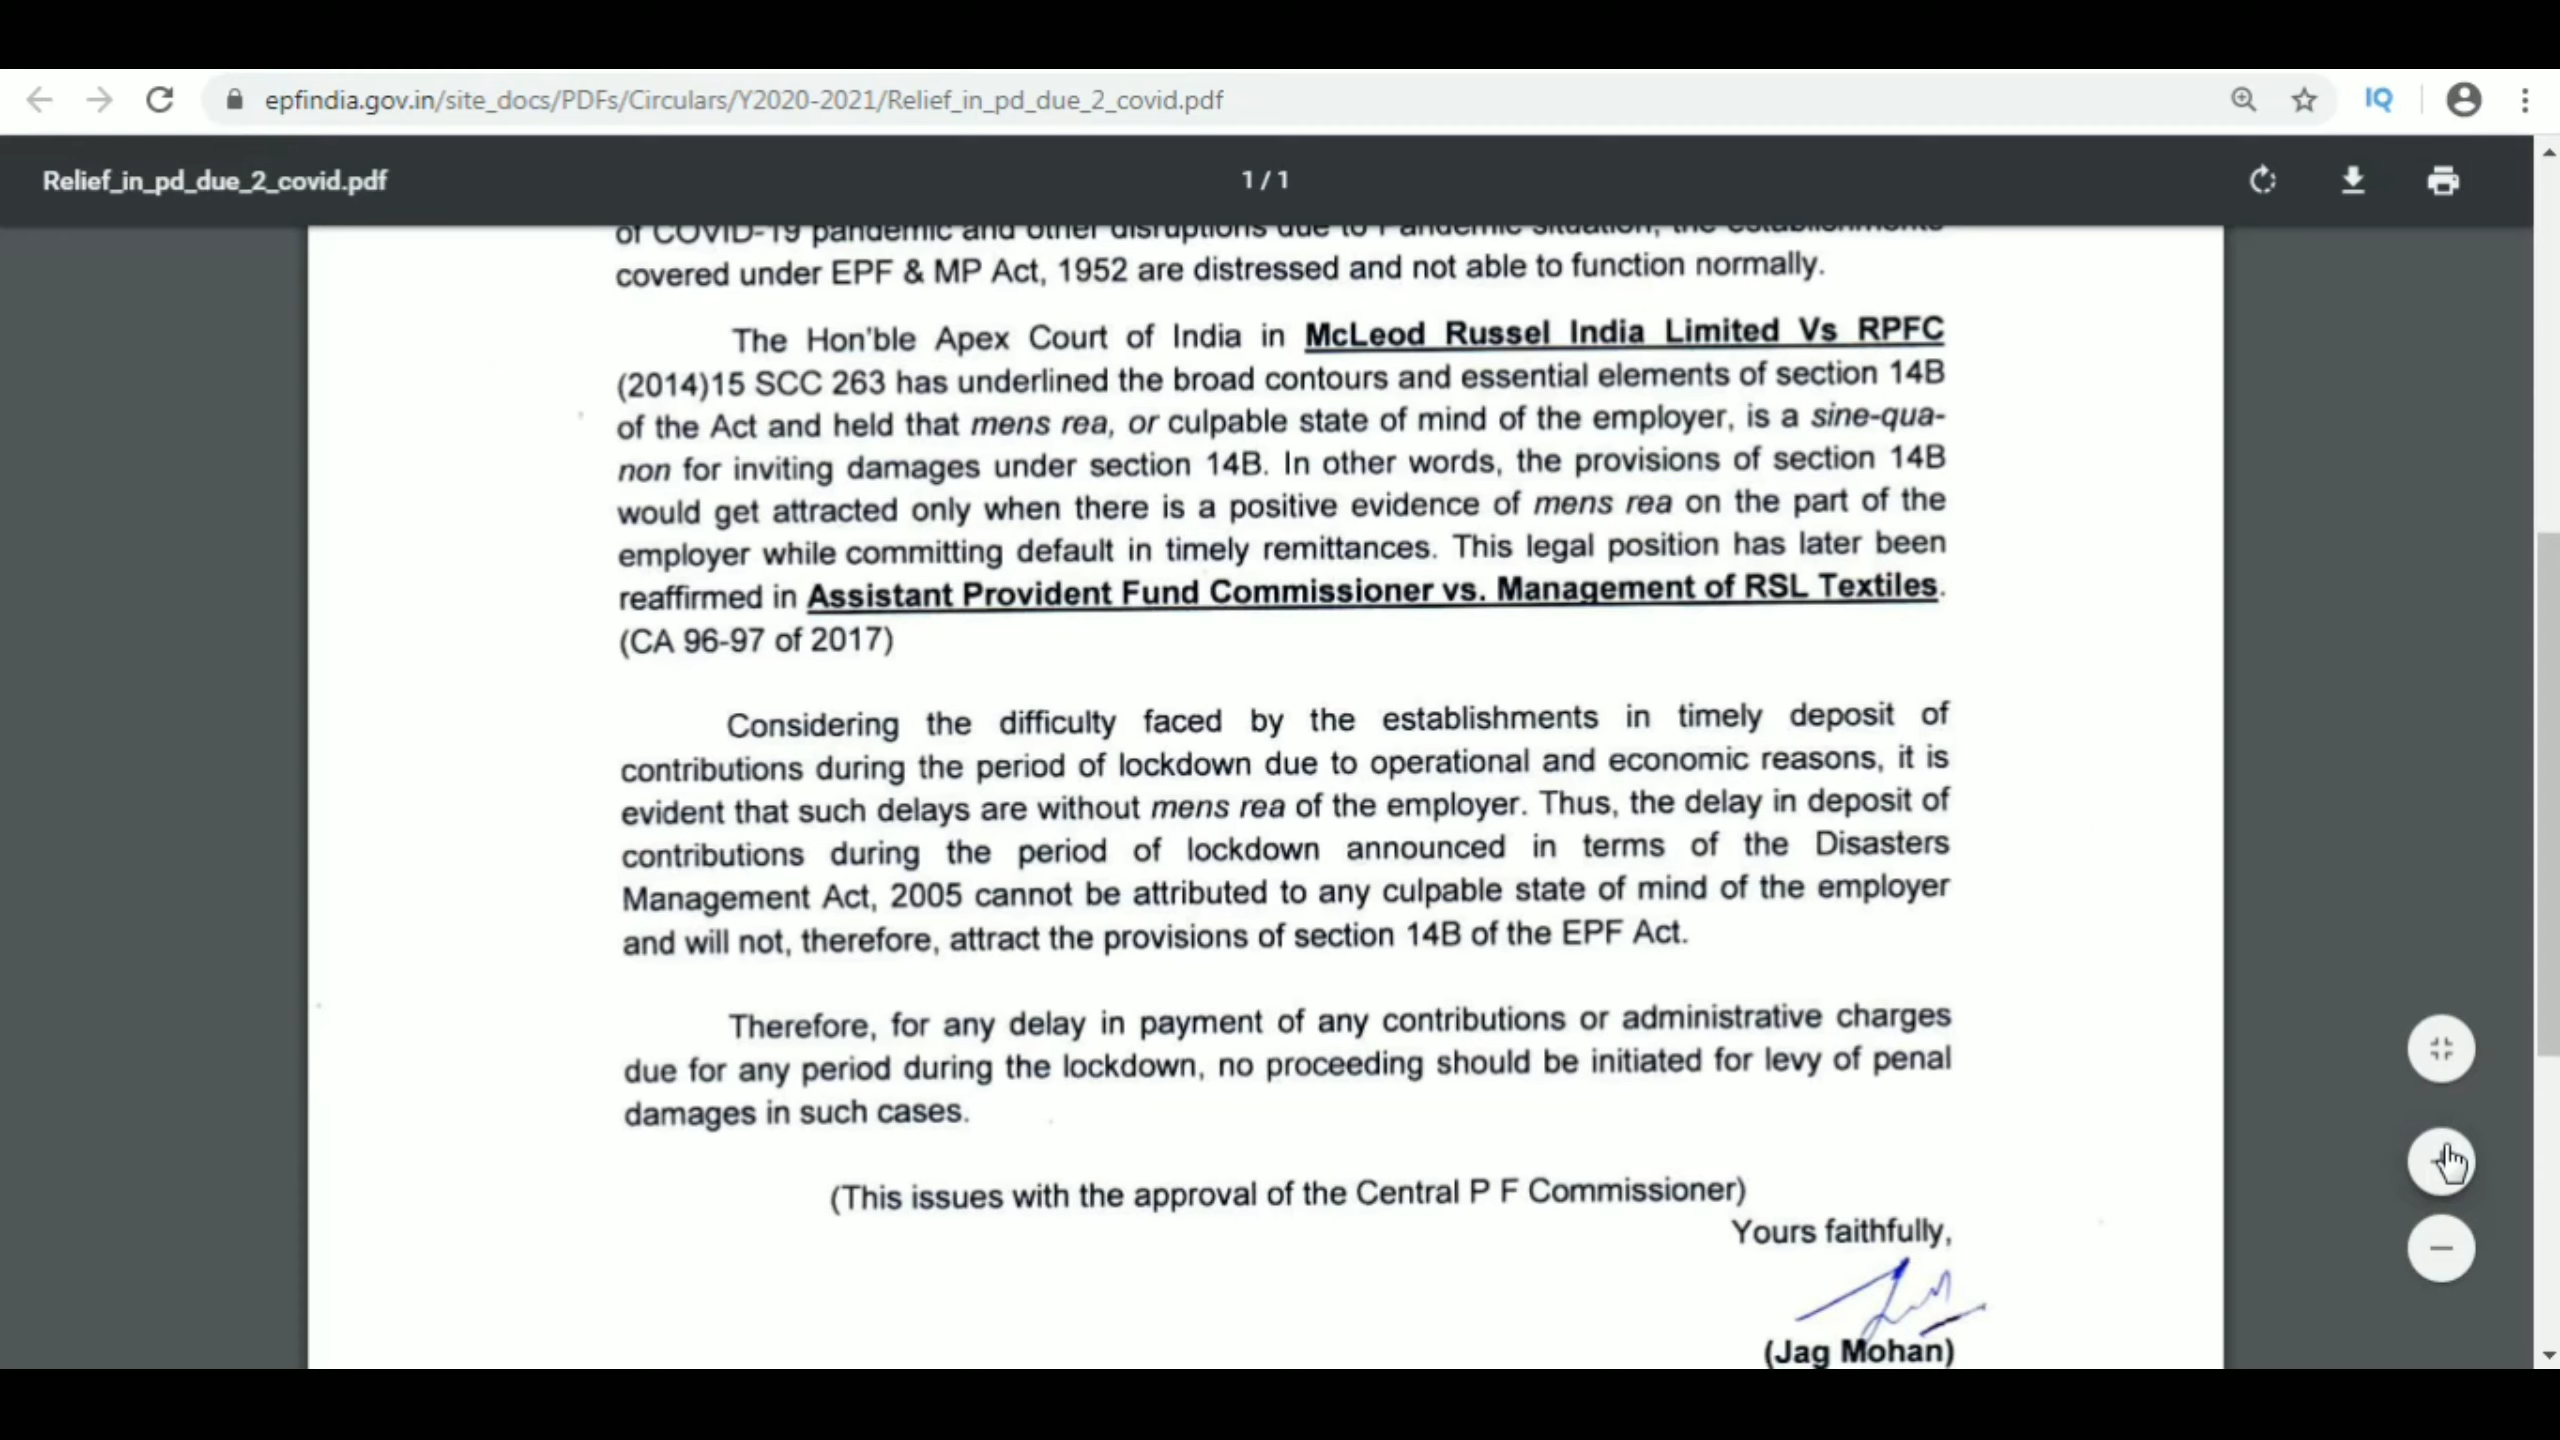 epfindia.gov.in/site_docs/PDFs/Circulars/Y2020-2021/Relief_in_pd_due_2_covid.pdf
IQ
Relief_in_pd_due_2_covid.pdf
1 / 1
of COVID-19 pandemic and other disruptions due to Pandemic situation, the establishments
covered under EPF & MP Act, 1952 are distressed and not able to function normally.
The Hon'ble Apex Court of India in McLeod Russel India Limited Vs RPFC
(2014)15 SCC 263 has underlined the broad contours and essential elements of section 14B
of the Act and held that mens rea, or culpable state of mind of the employer, is a sine-qua-
non for inviting damages under section 14B. In other words, the provisions of section 14B
would get attracted only when there is a positive evidence of mens rea on the part of the
employer while committing default in timely remittances. This legal position has later been
reaffirmed in Assistant Provident Fund Commissioner vs. Management of RSL Textiles.
(CA 96-97 of 2017)
Considering the difficulty faced by the establishments in timely deposit of
contributions during the period of lockdown due to operational and economic reasons, it is
evident that such delays are without mens rea of the employer. Thus, the delay in deposit of
contributions during the period of lockdown announced in terms of the Disasters
Management Act, 2005 cannot be attributed to any culpable state of mind of the employer
and will not, therefore, attract the provisions of section 14B of the EPF Act.
Therefore, for any delay in payment of any contributions or administrative charges
due for any period during the lockdown, no proceeding should be initiated for levy of penal
damages in such cases.
(This issues with the approval of the Central P F Commissioner)
Yours faithfully,
(Jag Mohan)